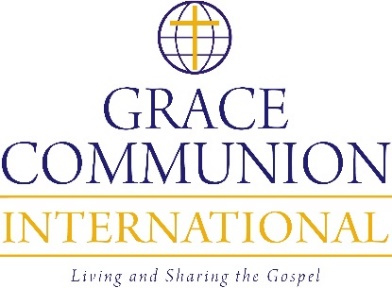 GRACE
COMMUNION
INTERNATIONAL
Living and Sharing the Gospel